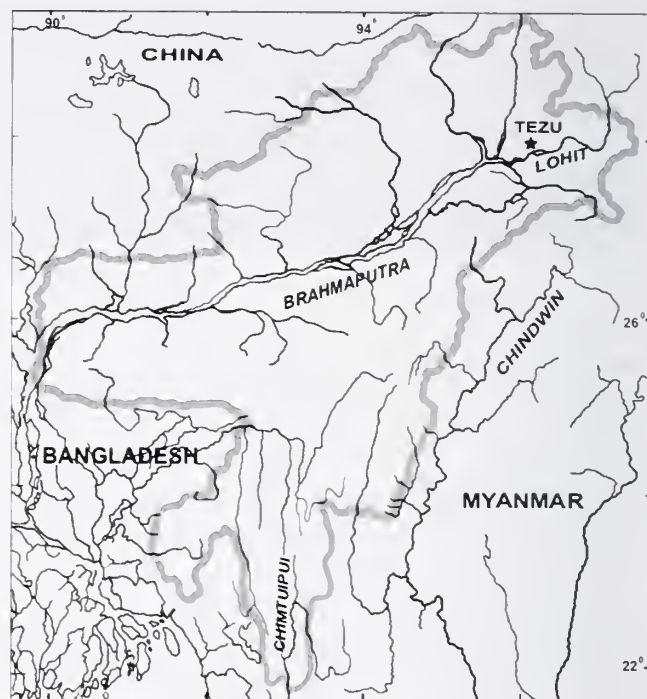 90°
94°
CHINA
TEZU
LOHIT
BRAHMAPUTRA
26°
CHINDWIN
BANGLADESH
MYANMAR
CHIMTUIPUI
22°